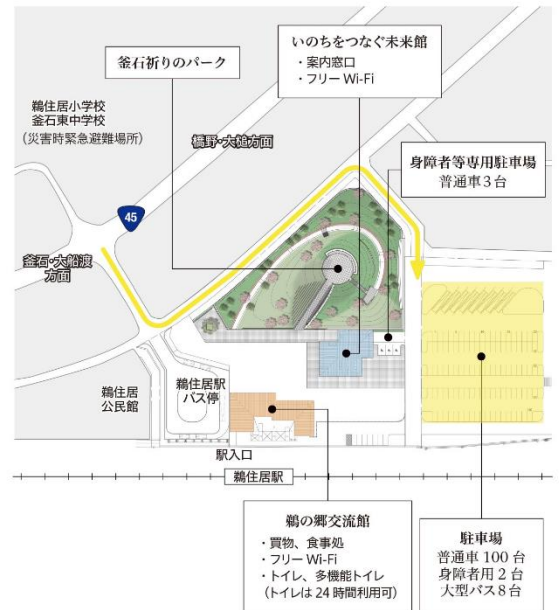 いのちをつなぐ未来館
・案内窓口
・フリー Wi-Fi
釜石祈りのパーク
鵜住居小学校
釜石東中学校
(災害時緊急避難場所)
橋野・大槌方面
身障者等専用駐車場
普通車 3 台
45
釜石・大船渡
方面
鵜住居
公民館
鵜住居駅
バス停
駅入口
鵜住居駅
鵜の郷交流館
・買物、食事処
・フリー Wi-Fi
・トイレ、多機能トイレ
(トイレは 24 時間利用可)
駐車場
普通車 100 台
身障者用 2 台
大型バス 8 台